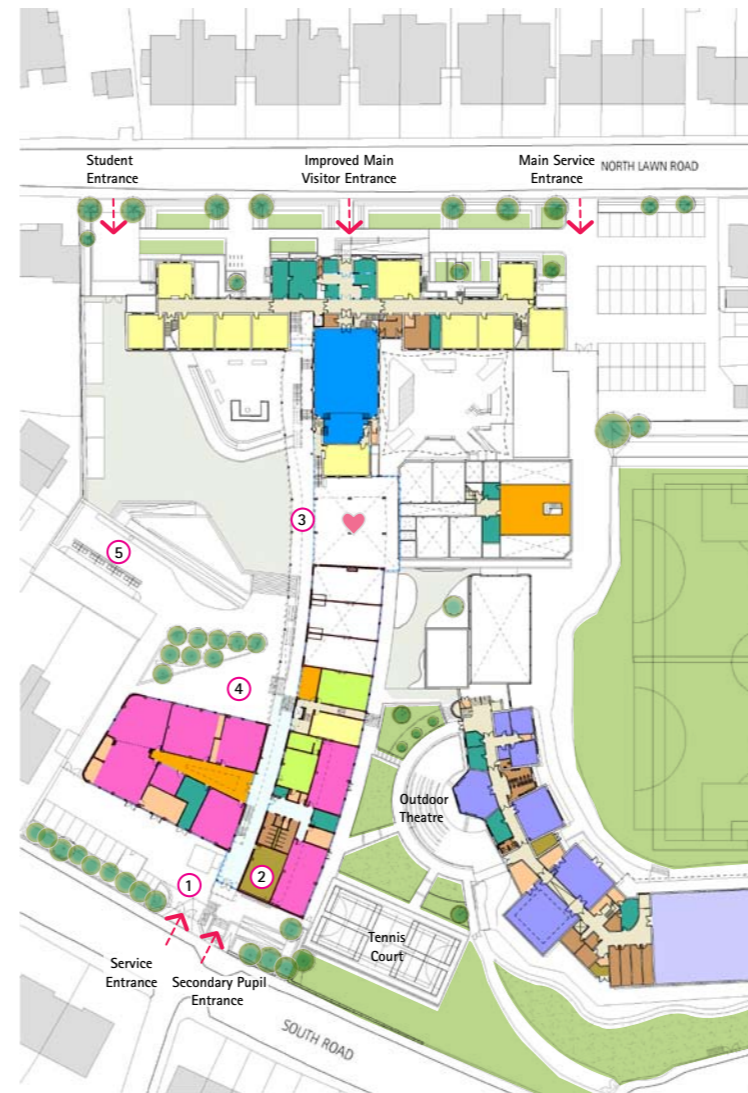 Student
Entrance
Improved Main
Visitor Entrance
Main Service
Entrance
NORTH LAWN ROAD
3
5
4
Outdoor
Theatre
2
1
Tennis
Court
Service
Entrance
Secondary Pupil
Entrance
SOUTH ROAD